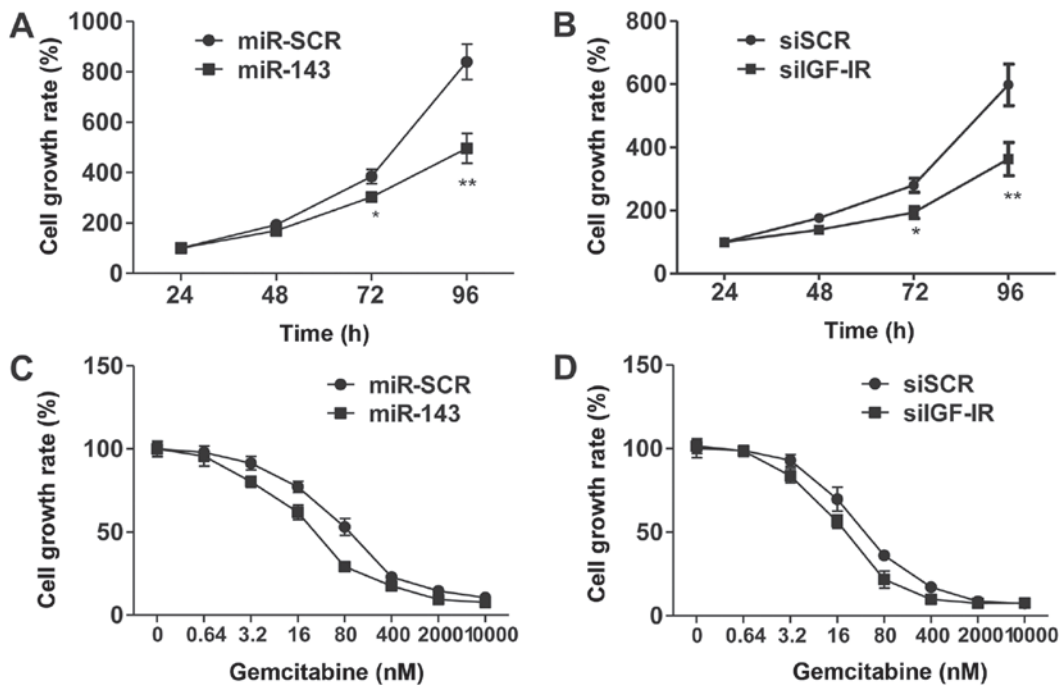 A
miR-SCR
miR-143
Cell growth rate (%)
1000
800
600
400
200
0
*
**
24 48 72 96
Time (h)
B
siSCR
siIGF-IR
Cell growth rate (%)
800
600
400
200
0
*
**
24 48 72 96
Time (h)
C
miR-SCR
miR-143
Cell growth rate (%)
150
100
50
0
0 0.64 3.2 16 80 400 2000 10000
Gemcitabine (nM)
D
siSCR
siIGF-IR
Cell growth rate (%)
150
100
50
0
0 0.64 3.2 16 80 400 2000 10000
Gemcitabine (nM)